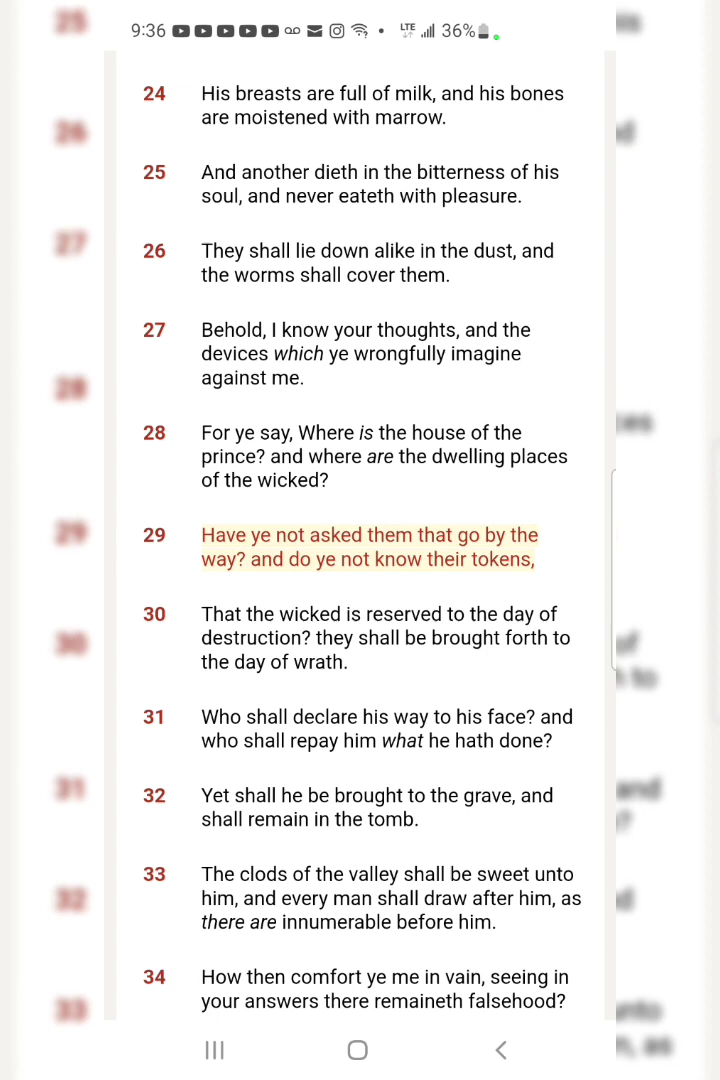 9:36 LTE 36%
24 His breasts are full of milk, and his bones
are moistened with marrow.
25 And another dieth in the bitterness of his
soul, and never eateth with pleasure.
26 They shall lie down alike in the dust, and
the worms shall cover them.
27 Behold, I know your thoughts, and the
devices which ye wrongfully imagine
against me.
28 For ye say, Where is the house of the
prince? and where are the dwelling places
of the wicked?
29 Have ye not asked them that go by the
way? and do ye not know their tokens,
30 That the wicked is reserved to the day of
destruction? they shall be brought forth to
the day of wrath.
31 Who shall declare his way to his face? and
who shall repay him what he hath done?
32 Yet shall he be brought to the grave, and
shall remain in the tomb.
33 The clods of the valley shall be sweet unto
him, and every man shall draw after him, as
there are innumerable before him.
34 How then comfort ye me in vain, seeing in
your answers there remaineth falsehood?